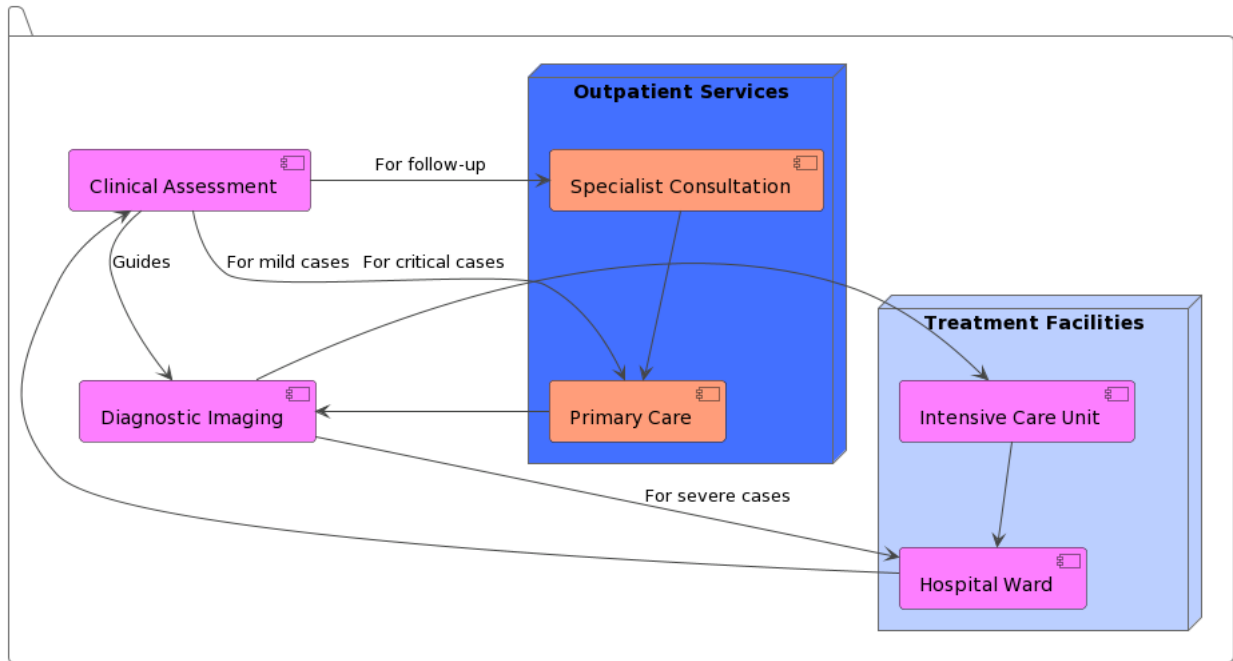 Outpatient Services
Clinical Assessment
For follow-up
Specialist Consultation
Guides
For mild cases
For critical cases
Treatment Facilities
Diagnostic Imaging
Primary Care
Intensive Care Unit
For severe cases
Hospital Ward